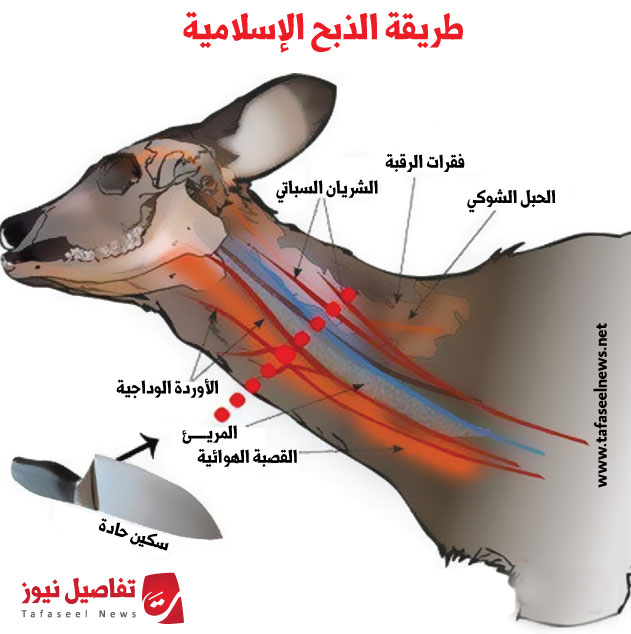 طريقة الذبح الإسلامية
فقرات الرقبة
الشريان السباتي
الحبل الشوكي
الأوردة الوداجية
المريـــئ
القصبة الهوائية
سكين حادة
www.tafaseelnews.net
تفاصيل نيوز
Tafaseel News